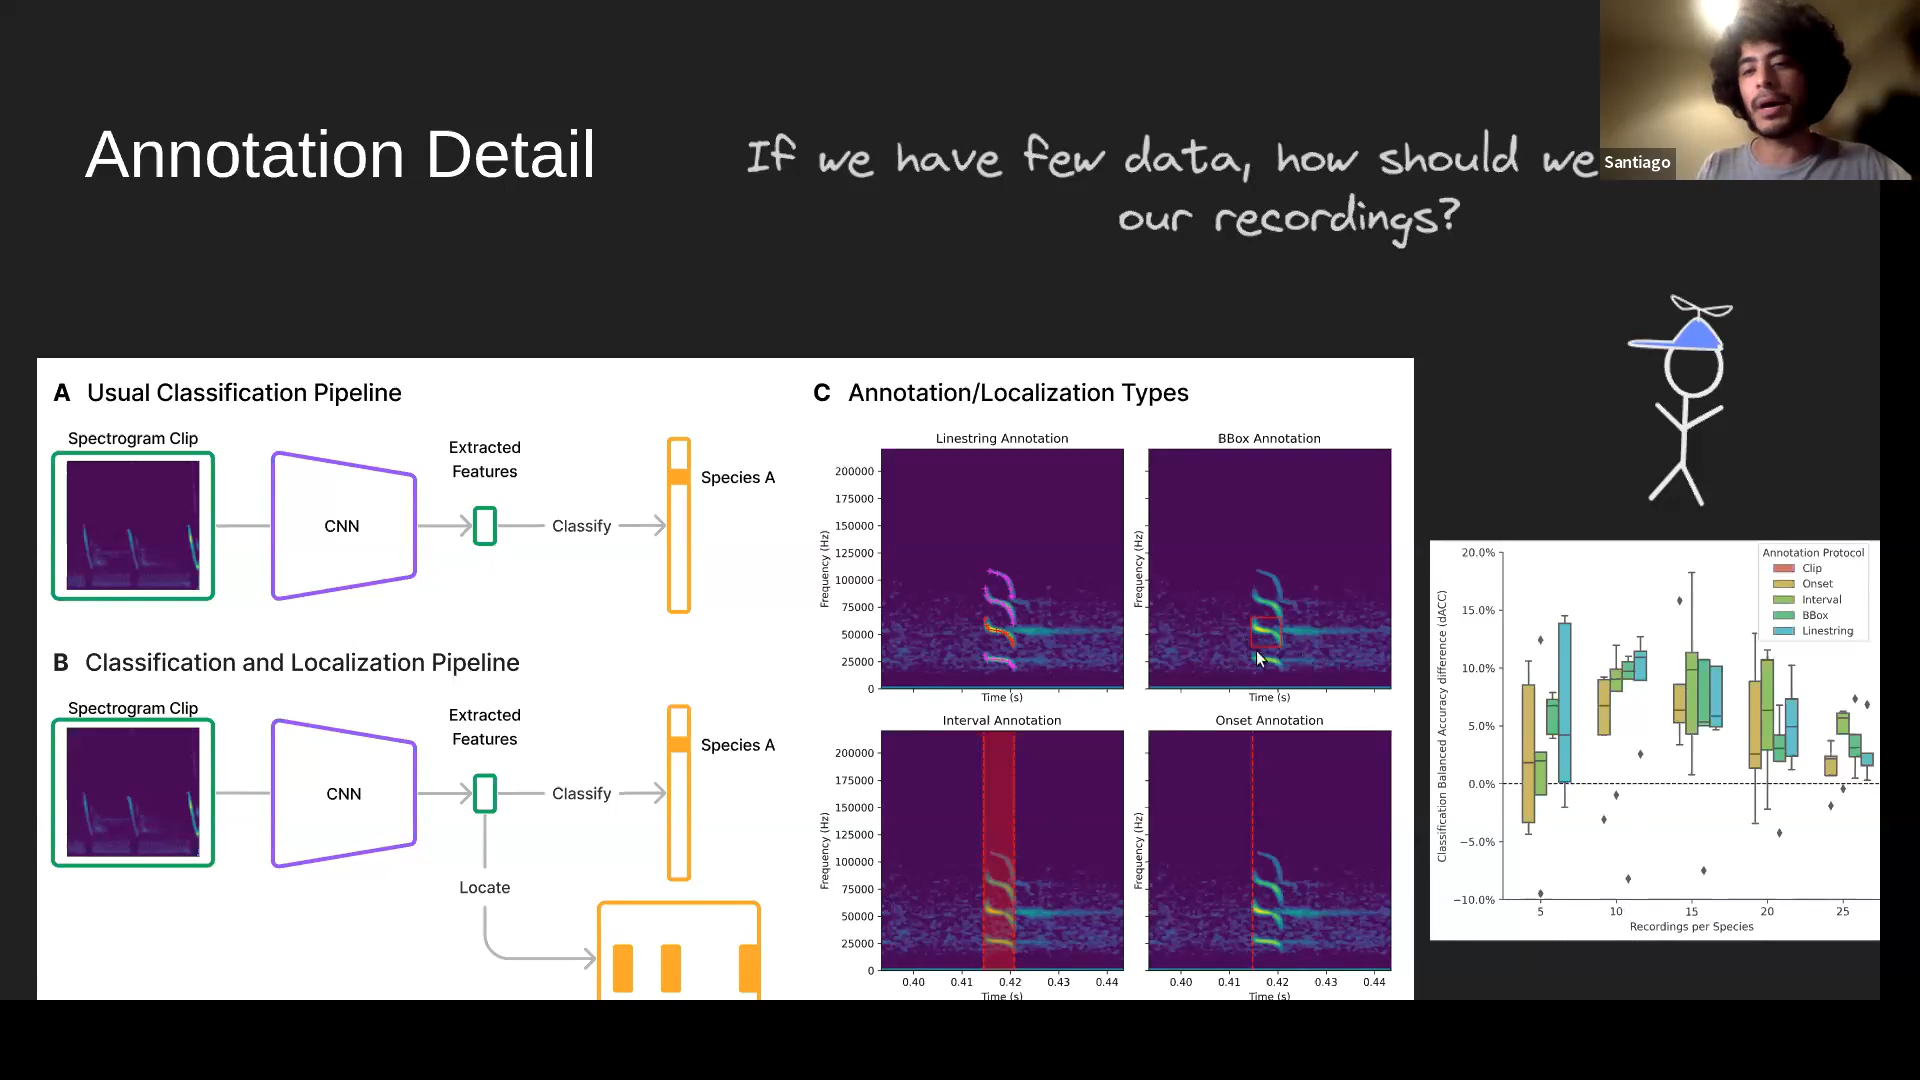 Annotation Detail
If we have few data, how should we
our recordings?
Santiago
A Usual Classification Pipeline
Spectrogram Clip
CNN
Extracted
Features
Classify
Species A
B Classification and Localization Pipeline
Spectrogram Clip
CNN
Extracted
Features
Classify
Species A
Locate
C Annotation/Localization Types
Linestring Annotation
Frequency (Hz)
200000
175000
150000
125000
100000
75000
50000
25000
0
Time (s)
BBox Annotation
Frequency (Hz)
Time (s)
Interval Annotation
Frequency (Hz)
200000
175000
150000
125000
100000
75000
50000
25000
0
0.40 0.41 0.42 0.43 0.44
Time (s)
Onset Annotation
Frequency (Hz)
0.40 0.41 0.42 0.43 0.44
Time (s)
Classification Balanced Accuracy difference (dACC)
20.0%
15.0%
10.0%
5.0%
0.0%
−5.0%
−10.0%
Annotation Protocol
Clip
Onset
Interval
BBox
Linestring
5 10 15 20 25
Recordings per Species